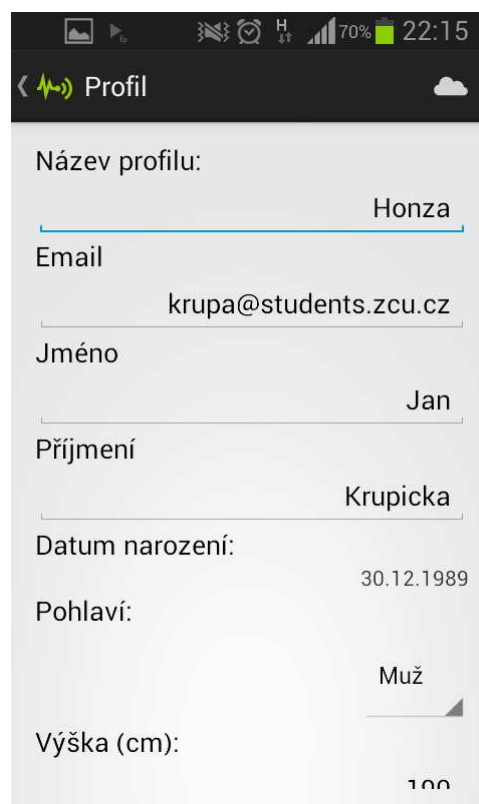 H
70% 22:15
Profil
Název profilu:
Honza
Email
krupa@students.zcu.cz
Jméno
Jan
Příjmení
Krupicka
Datum narození:
30.12.1989
Pohlaví:
Muž
Výška (cm):